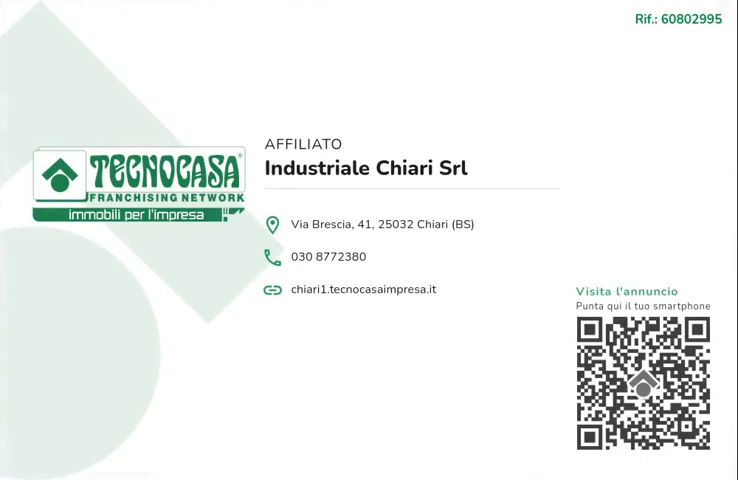 Rif.: 60802995
TECNOCASA®
FRANCHISING NETWORK
immobili per l'impresa
AFFILIATO
Industriale Chiari Srl
Via Brescia, 41, 25032 Chiari (BS)
030 8772380
chiari1.tecnocasaimpresa.it
Visita l'annuncio
Punta qui il tuo smartphone